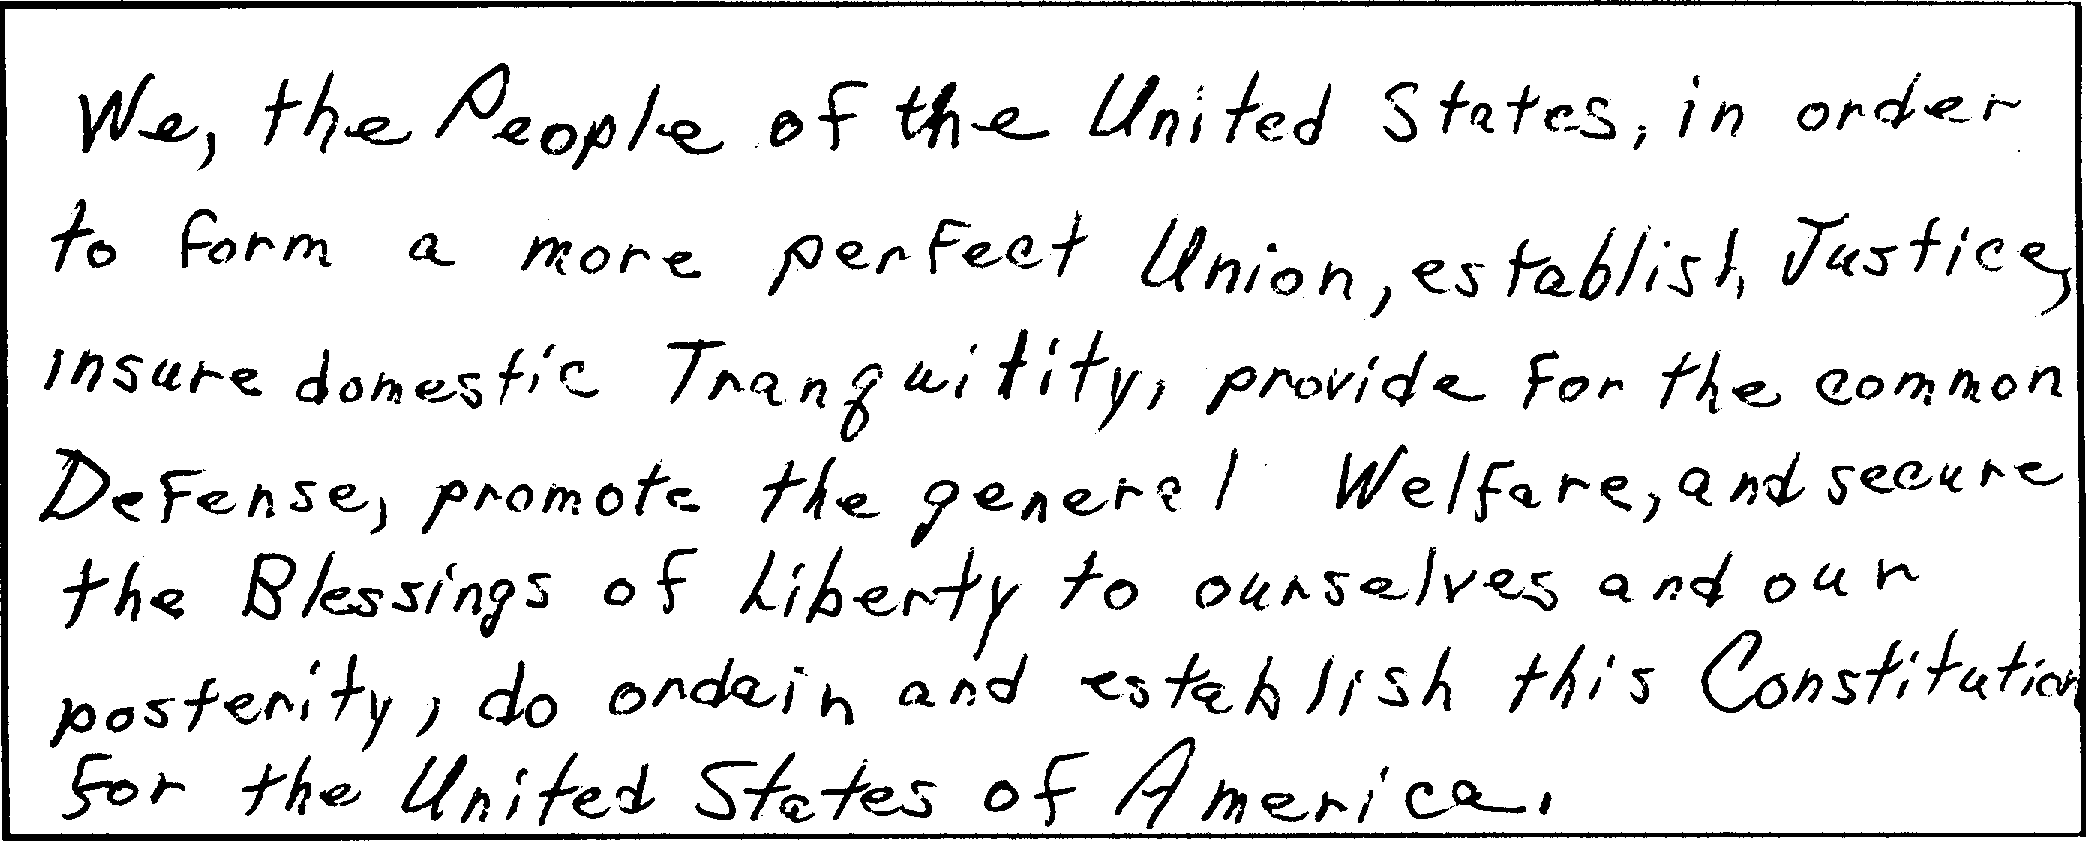 We, the People of the United States, in order
to form a more perfect Union, establish Justice,
insure domestic Tranquitity, provide for the common
Defense, promote the general Welfare, and secure
the Blessings of Liberty to ourselves and our
posterity, do ordain and establish this Constitution
for the United States of America.